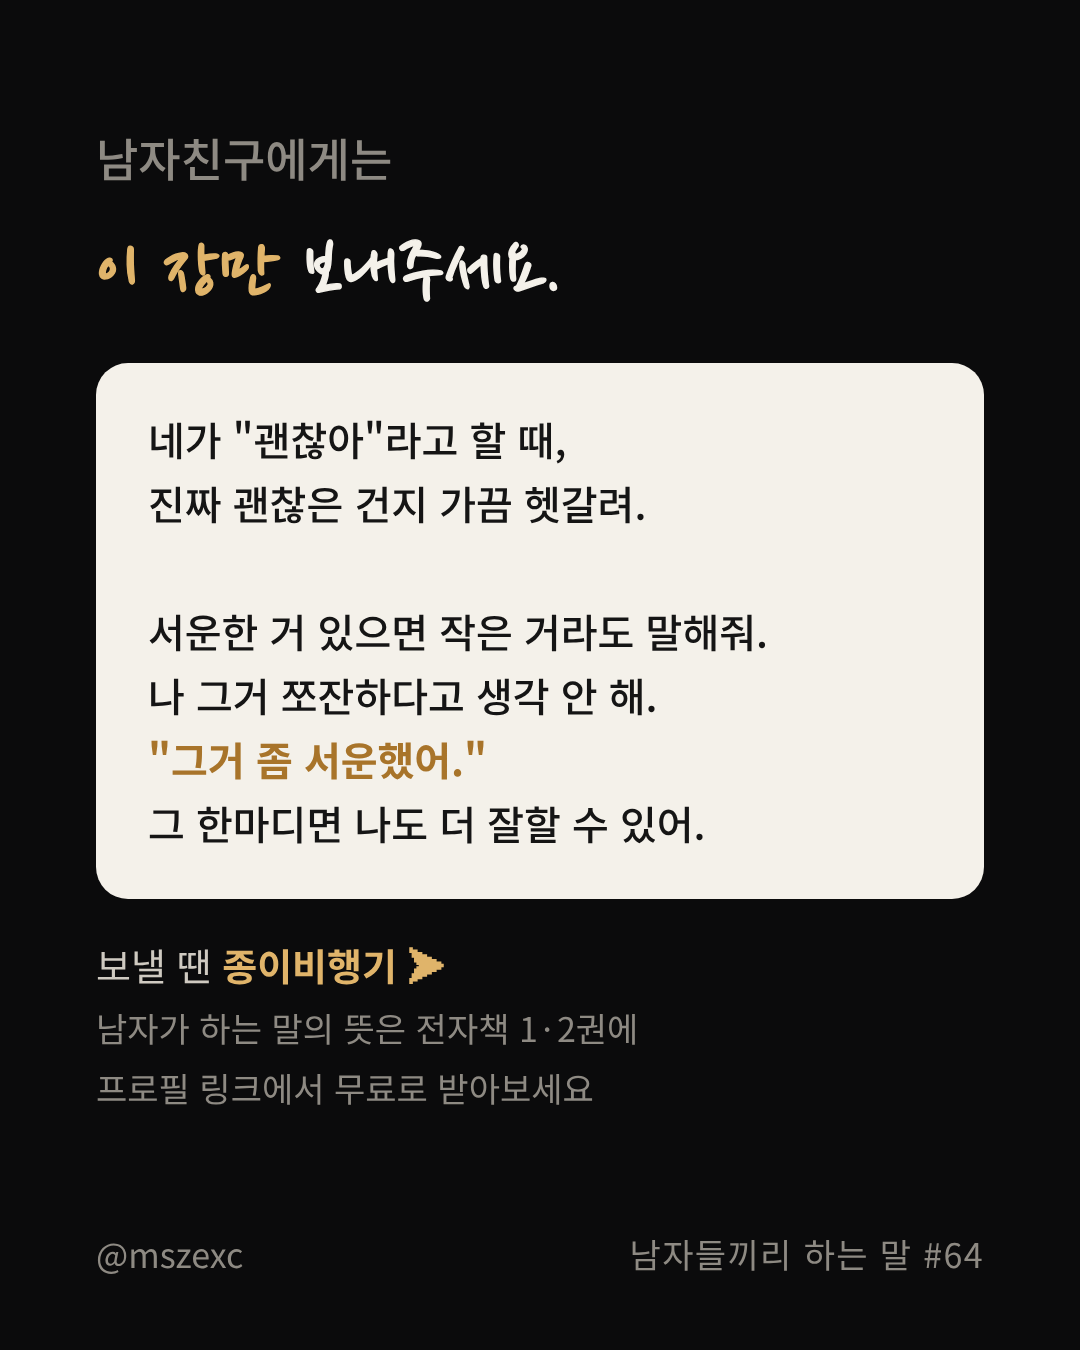 남자친구에게는
이 장만 보내주세요.
네가 "괜찮아"라고 할 때,
진짜 괜찮은 건지 가끔 헷갈려.
서운한 거 있으면 작은 거라도 말해줘.
나 그거 쪼잔하다고 생각 안 해.
"그거 좀 서운했어."
그 한마디면 나도 더 잘할 수 있어.
보낼 땐 종이비행기 ➤
남자가 하는 말의 뜻은 전자책 1·2권에
프로필 링크에서 무료로 받아보세요
@mszexc
남자들끼리 하는 말 #64